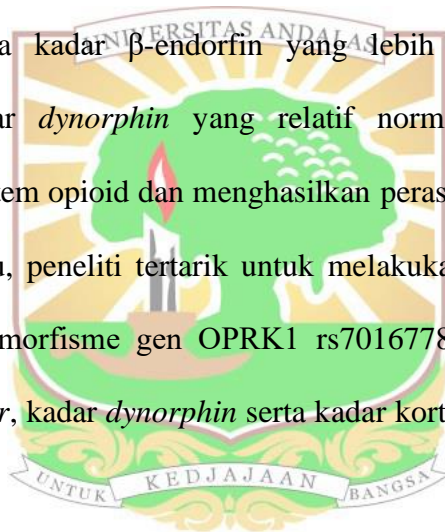 UNIVERSITAS ANDALAS
a kadar β-endorfin yang lebih
ar dynorphin yang relatif norm
tem opioid dan menghasilkan peras
u, peneliti tertarik untuk melakuka
morfisme gen OPRK1 rs7016778
r, kadar dynorphin serta kadar kort
UNTUK KEDJAJAAN BANGSA